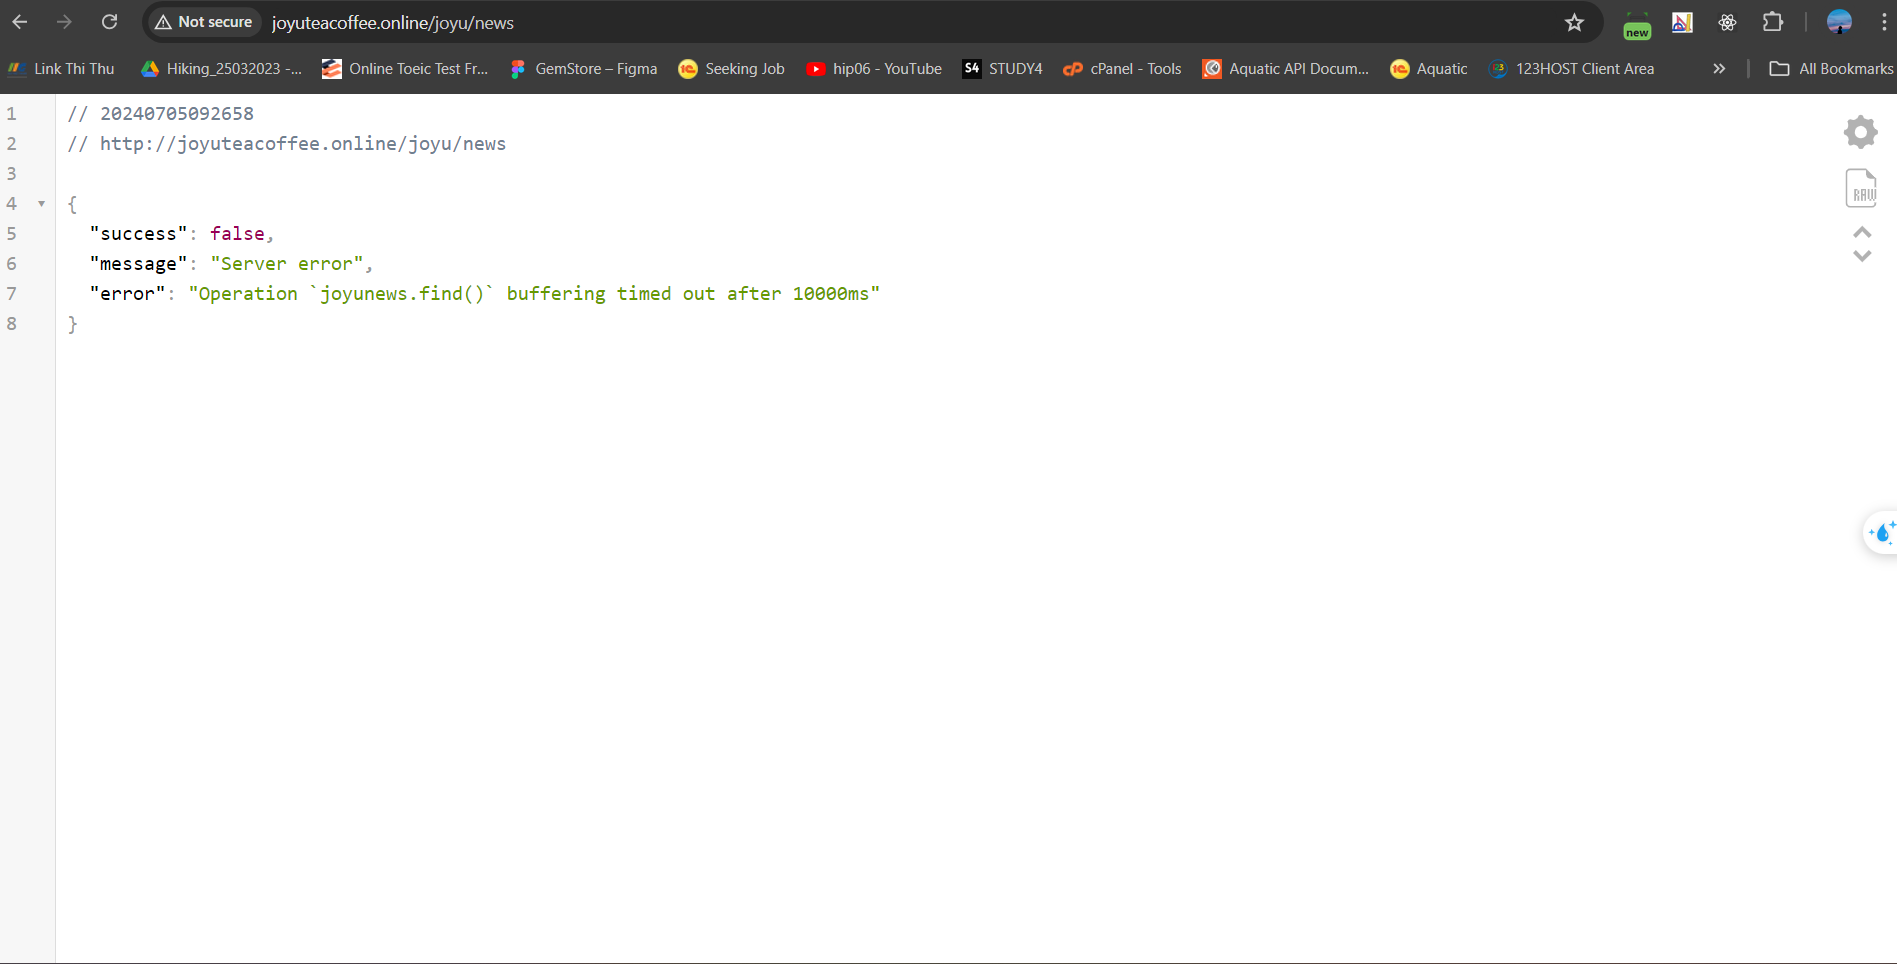 Not secure joyuteacoffee.online/joyu/news
new
Link Thi Thu Hiking_25032023 -... Online Toeic Test Fr... GemStore – Figma Seeking Job hip06 - YouTube S4 STUDY4 cP cPanel - Tools Aquatic API Docum... Aquatic 123HOST Client Area » All Bookmarks
1 // 20240705092658
2 // http://joyuteacoffee.online/joyu/news
3
4 {
5 "success": false,
6 "message": "Server error",
7 "error": "Operation `joyunews.find()` buffering timed out after 10000ms"
8 }
RAW